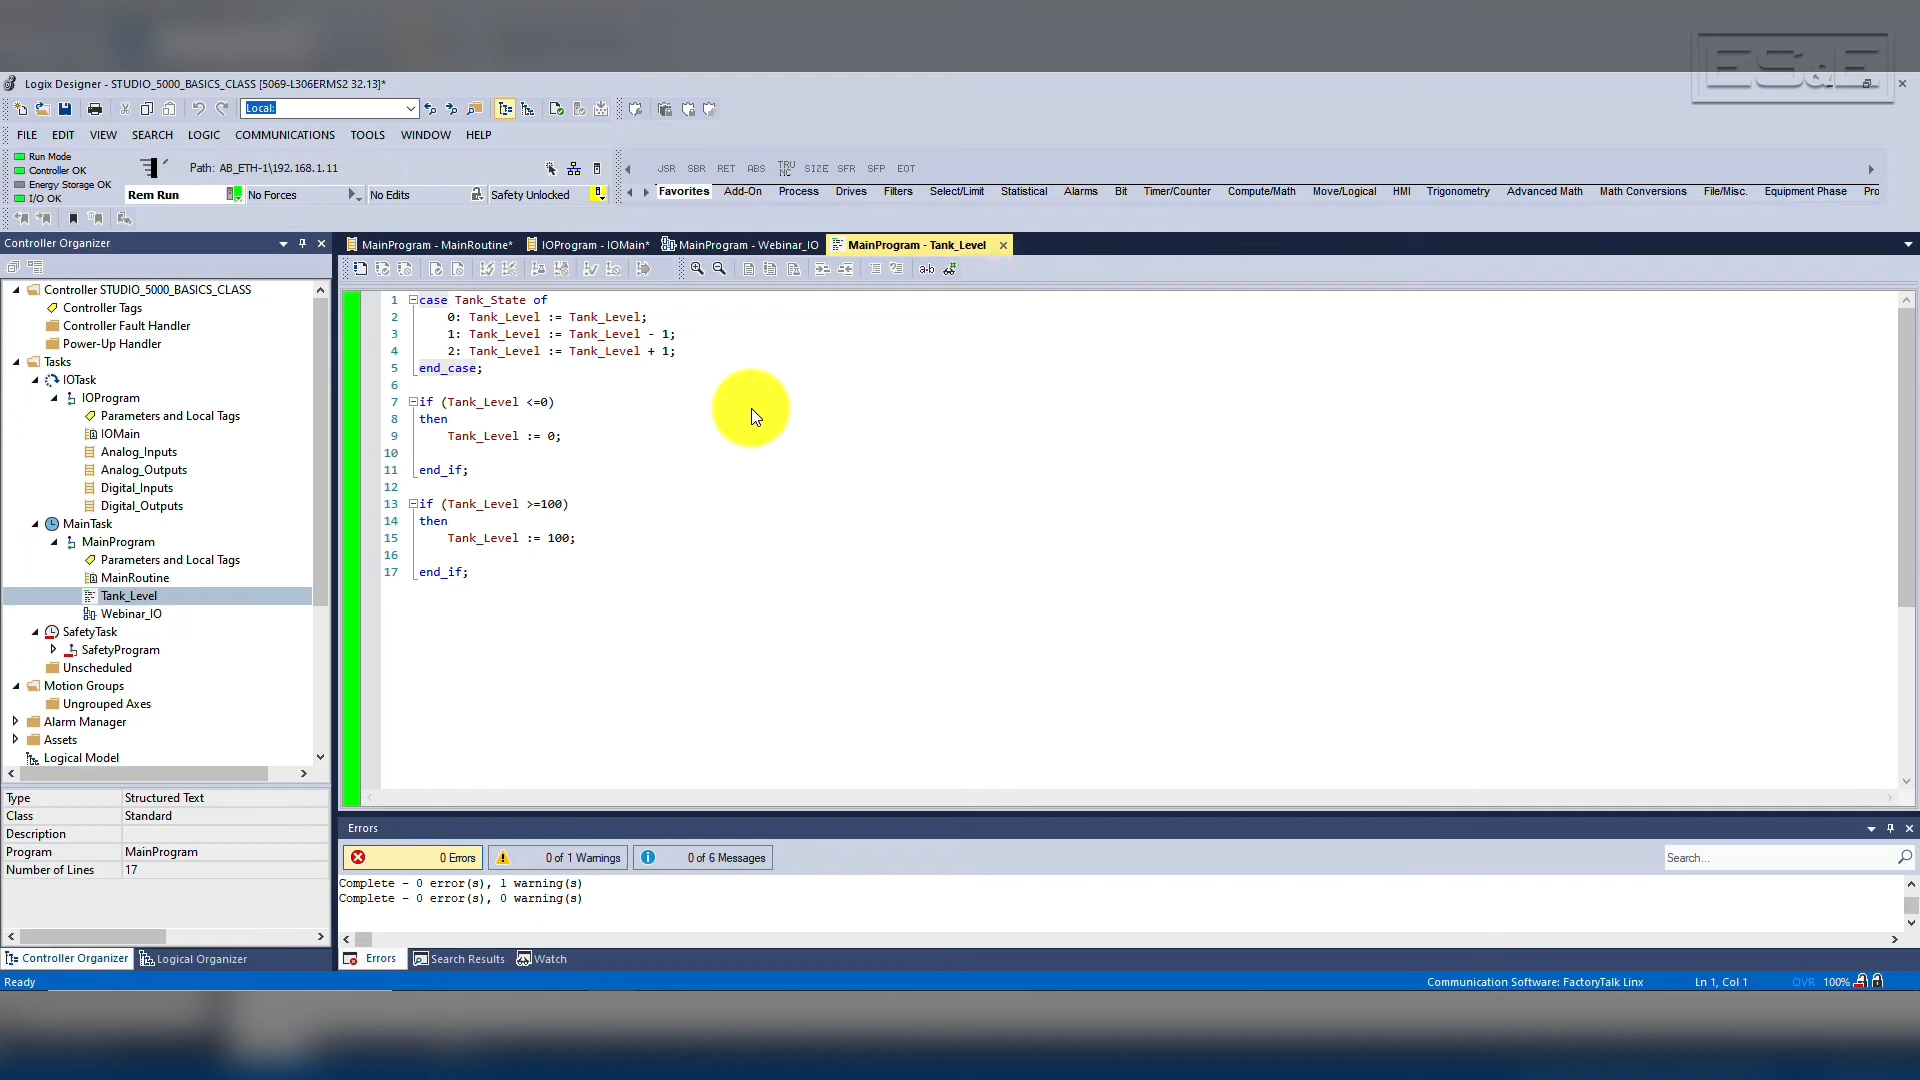 ES&E
Logix Designer - STUDIO_5000_BASICS_CLASS [5069-L306ERMS2 32.13]*
Local:
FILE EDIT VIEW SEARCH LOGIC COMMUNICATIONS TOOLS WINDOW HELP
Run Mode
Controller OK
Energy Storage OK
I/O OK
Path: AB_ETH-1\192.168.1.11
Rem Run
No Forces
No Edits
Safety Unlocked
JSR SBR RET ABS TRUNC SIZE SFR SFP EOT
Favorites Add-On Process Drives Filters Select/Limit Statistical Alarms Bit Timer/Counter Compute/Math Move/Logical HMI Trigonometry Advanced Math Math Conversions File/Misc. Equipment Phase Pro
Controller Organizer
MainProgram - MainRoutine* IOProgram - IOMain* MainProgram - Webinar_IO MainProgram - Tank_Level
Controller STUDIO_5000_BASICS_CLASS
Controller Tags
Controller Fault Handler
Power-Up Handler
Tasks
IOTask
IOProgram
Parameters and Local Tags
IOMain
Analog_Inputs
Analog_Outputs
Digital_Inputs
Digital_Outputs
MainTask
MainProgram
Parameters and Local Tags
MainRoutine
Tank_Level
Webinar_IO
SafetyTask
SafetyProgram
Unscheduled
Motion Groups
Ungrouped Axes
Alarm Manager
Assets
Logical Model
Type Structured Text
Class Standard
Description
Program MainProgram
Number of Lines 17
Controller Organizer Logical Organizer
1 case Tank_State of
2 0: Tank_Level := Tank_Level;
3 1: Tank_Level := Tank_Level - 1;
4 2: Tank_Level := Tank_Level + 1;
5 end_case;
6
7 if (Tank_Level <=0)
8 then
9 Tank_Level := 0;
10
11 end_if;
12
13 if (Tank_Level >=100)
14 then
15 Tank_Level := 100;
16
17 end_if;
Errors
0 Errors 0 of 1 Warnings 0 of 6 Messages
Search...
Complete - 0 error(s), 1 warning(s)
Complete - 0 error(s), 0 warning(s)
Errors Search Results Watch
Ready
Communication Software: FactoryTalk Linx
Ln 1, Col 1
OVR 100%